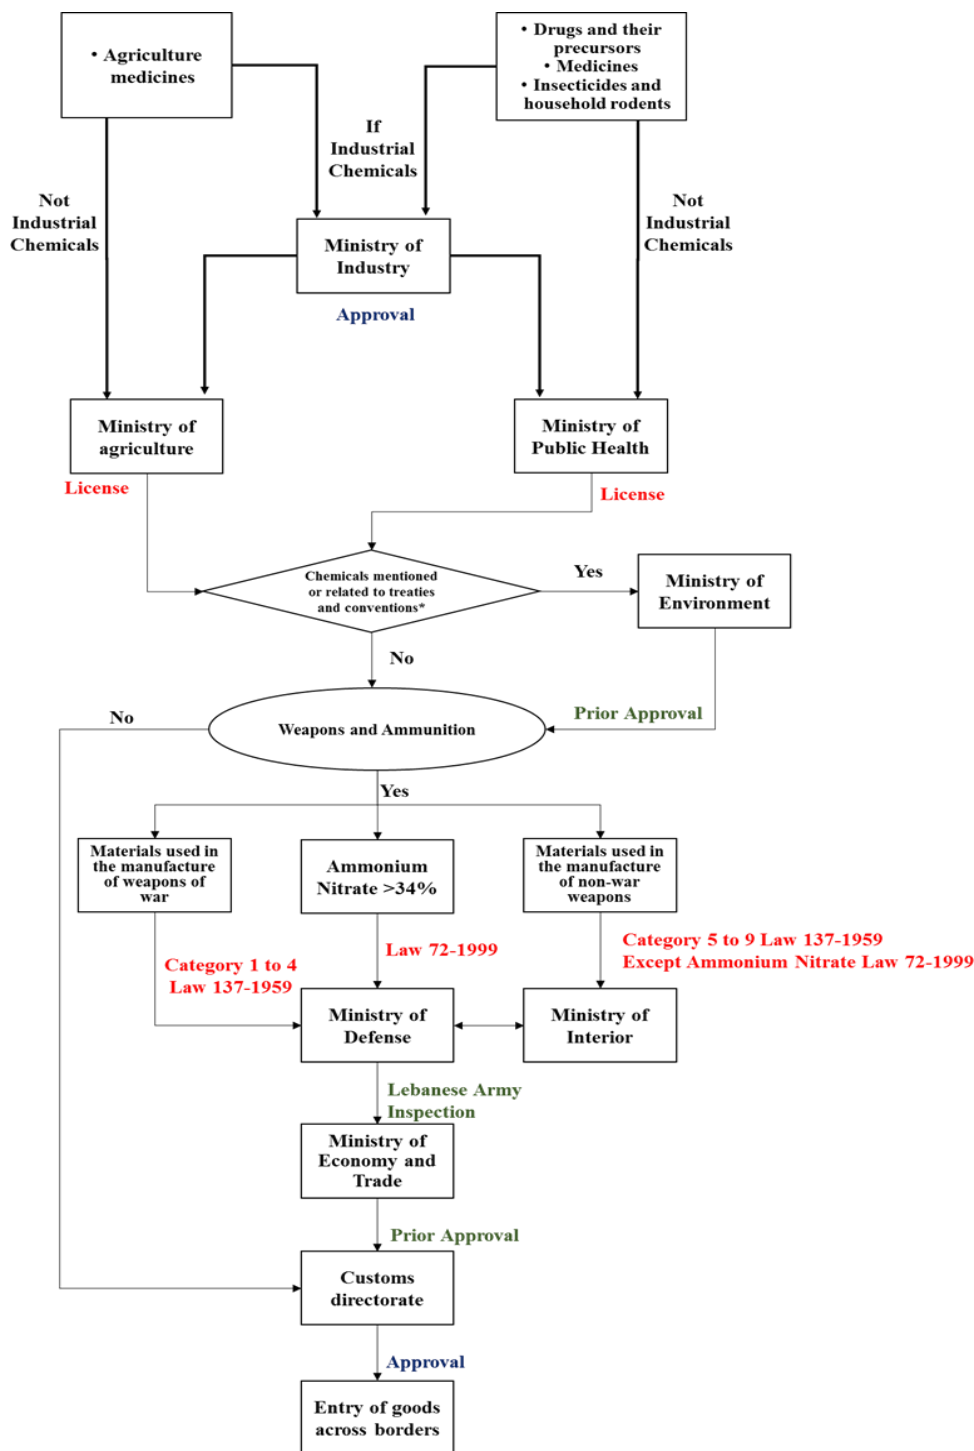 • Agriculture
medicines
• Drugs and their
precursors
• Medicines
• Insecticides and
household rodents
If
Industrial
Chemicals
Not
Industrial
Chemicals
Not
Industrial
Chemicals
Ministry of
Industry
Approval
Ministry of
agriculture
Ministry of
Public Health
License
License
Chemicals mentioned
or related to treaties
and conventions*
Yes
Ministry of
Environment
No
Prior Approval
No
Weapons and Ammunition
Yes
Materials used in
the manufacture
of weapons of
war
Ammonium
Nitrate >34%
Materials used in
the manufacture
of non-war
weapons
Category 1 to 4
Law 137-1959
Law 72-1999
Category 5 to 9 Law 137-1959
Except Ammonium Nitrate Law 72-1999
Ministry of
Defense
Ministry of
Interior
Lebanese Army
Inspection
Ministry of
Economy and
Trade
Prior Approval
Customs
directorate
Approval
Entry of goods
across borders